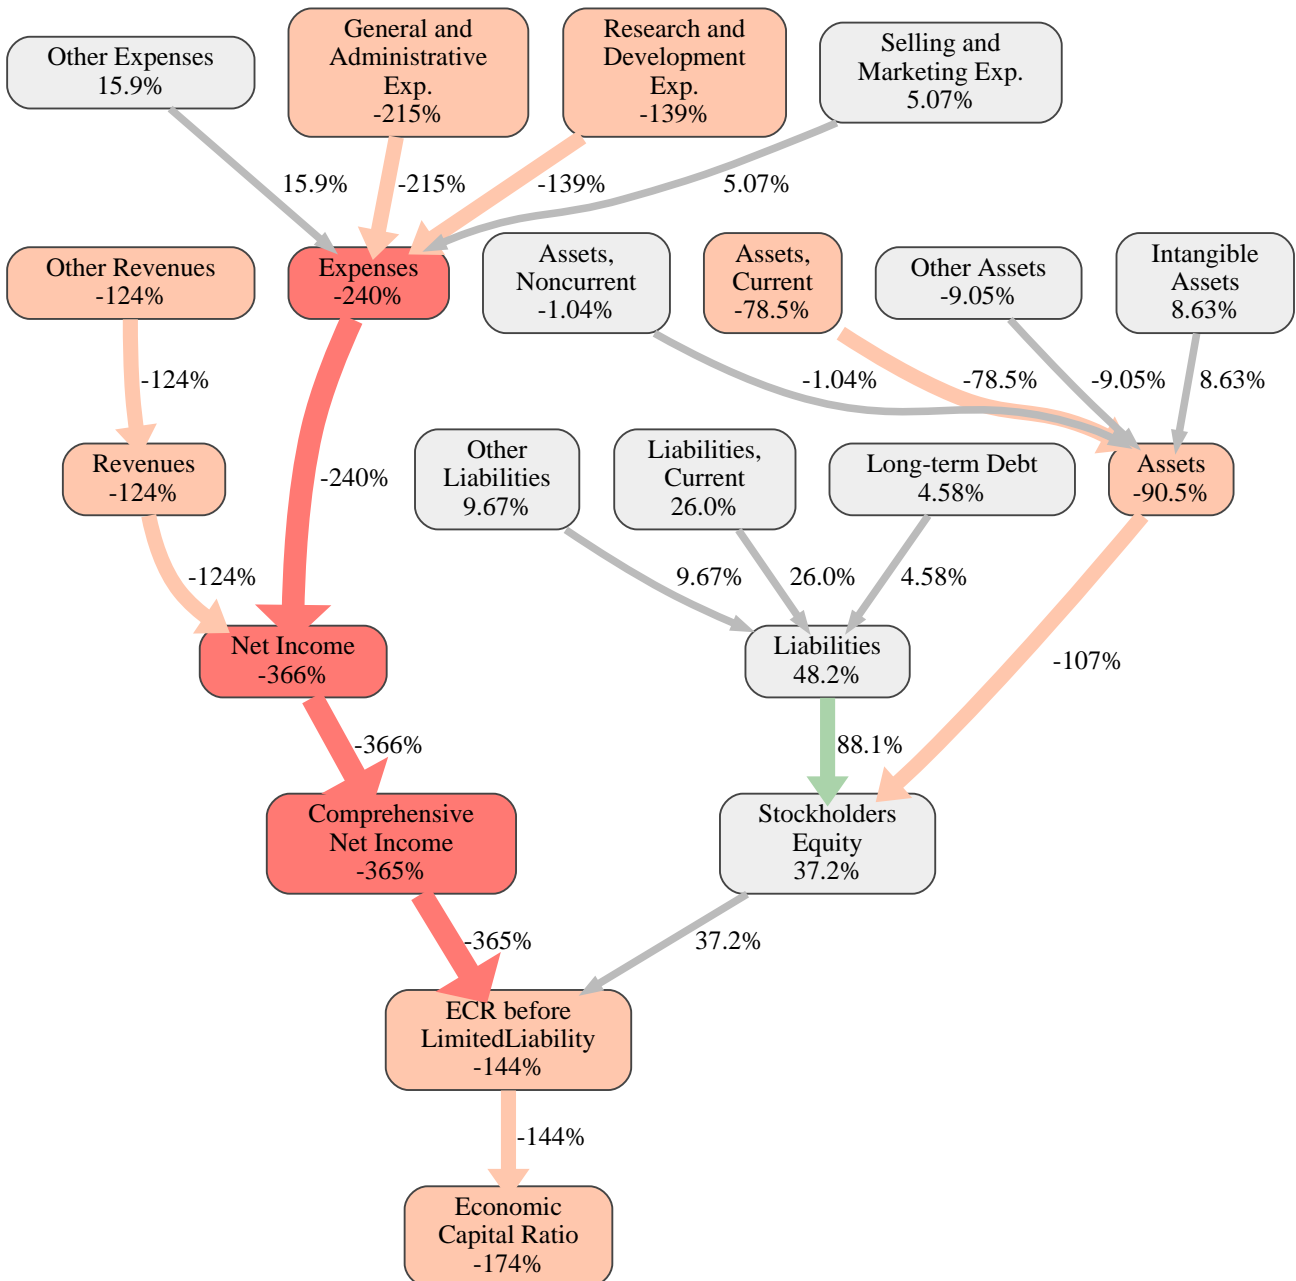 Other Expenses
15.9%
General and
Administrative
Exp.
-215%
Research and
Development
Exp.
-139%
Selling and
Marketing Exp.
5.07%
15.9%
-215%
-139%
5.07%
Other Revenues
-124%
Expenses
-240%
Assets,
Noncurrent
-1.04%
Assets,
Current
-78.5%
Other Assets
-9.05%
Intangible
Assets
8.63%
-124%
-1.04%
-78.5%
-9.05%
8.63%
Revenues
-124%
-240%
Other
Liabilities
9.67%
Liabilities,
Current
26.0%
Long-term Debt
4.58%
Assets
-90.5%
-124%
9.67%
26.0%
4.58%
Net Income
-366%
Liabilities
48.2%
-107%
-366%
88.1%
Comprehensive
Net Income
-365%
Stockholders
Equity
37.2%
-365%
37.2%
ECR before
LimitedLiability
-144%
-144%
Economic
Capital Ratio
-174%